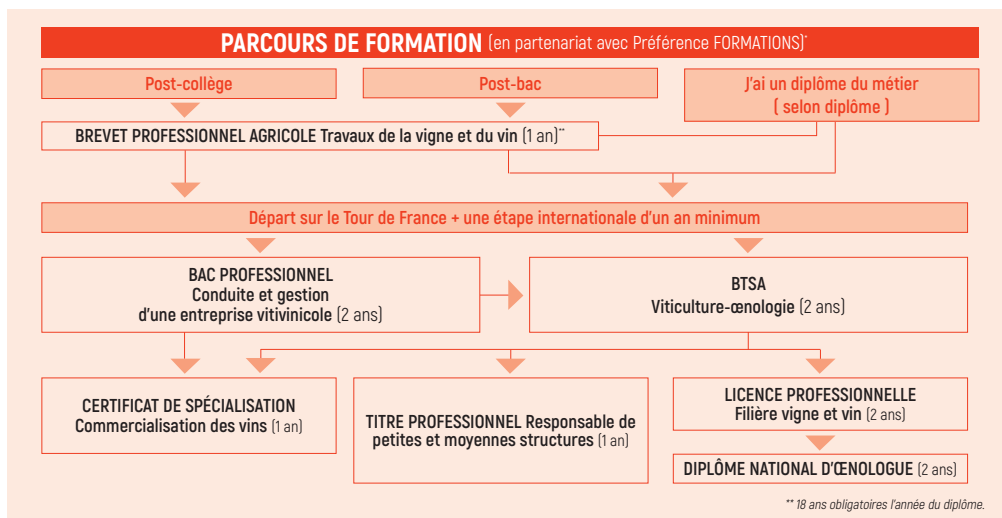 PARCOURS DE FORMATION (en partenariat avec Préférence FORMATIONS)*
Post-collège
Post-bac
J'ai un diplôme du métier
( selon diplôme )
BREVET PROFESSIONNEL AGRICOLE Travaux de la vigne et du vin (1 an)**
Départ sur le Tour de France + une étape internationale d'un an minimum
BAC PROFESSIONNEL
Conduite et gestion
d'une entreprise vitivinicole (2 ans)
BTSA
Viticulture-œnologie (2 ans)
CERTIFICAT DE SPÉCIALISATION
Commercialisation des vins (1 an)
TITRE PROFESSIONNEL Responsable de
petites et moyennes structures (1 an)
LICENCE PROFESSIONNELLE
Filière vigne et vin (2 ans)
DIPLÔME NATIONAL D'ŒNOLOGUE (2 ans)
** 18 ans obligatoires l'année du diplôme.